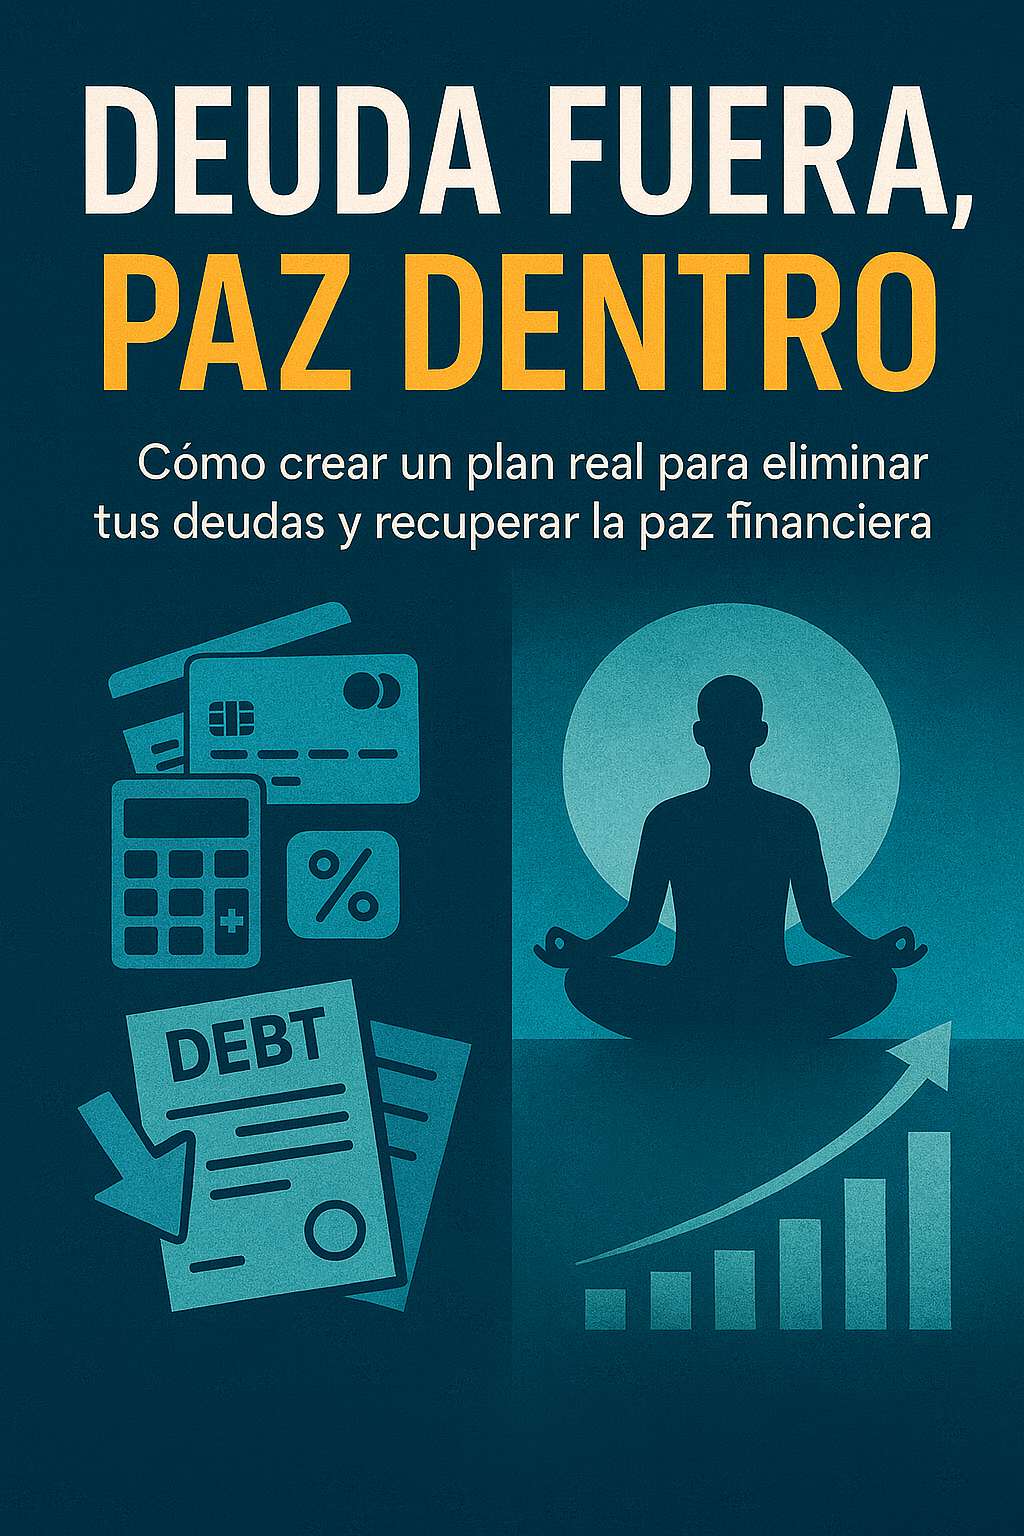 DEUDA FUERA,
PAZ DENTRO
Cómo crear un plan real para eliminar
tus deudas y recuperar la paz financiera
%
DEBT